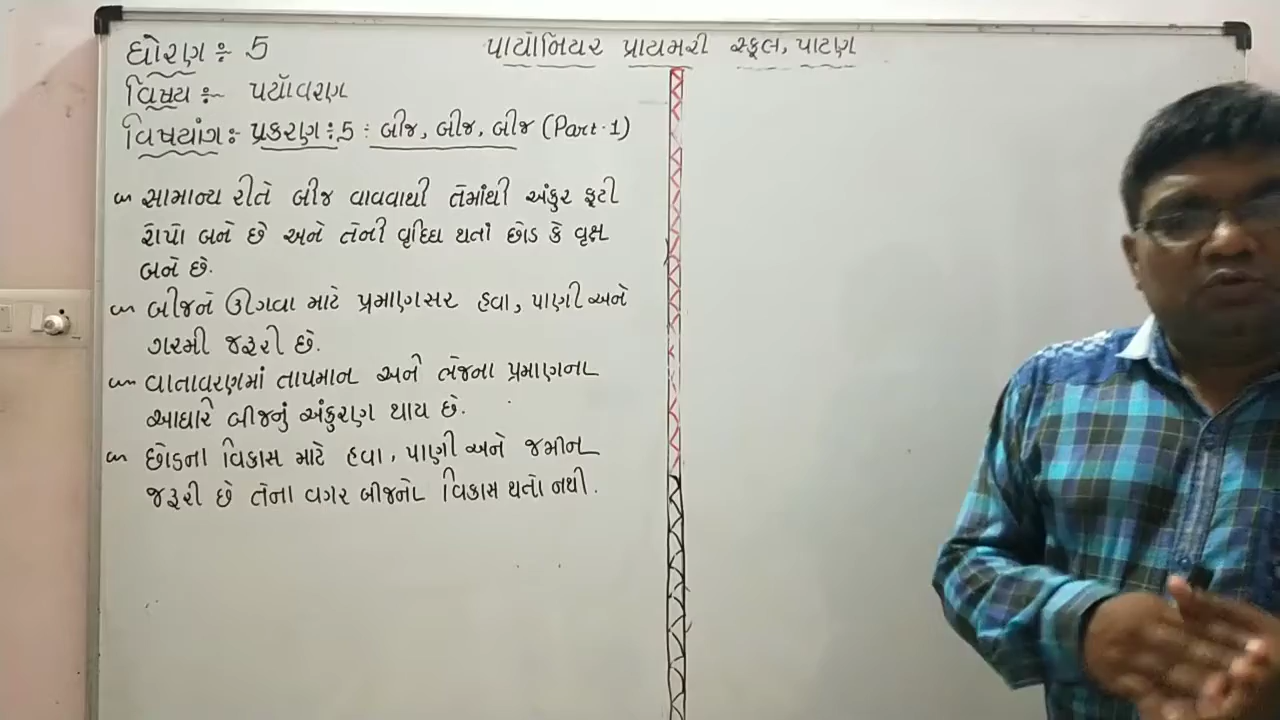 પાયોનિયર પ્રાયમરી સ્કૂલ, પાટણ
ધોરણ ઃ 5
વિષય ઃ- પર્યાવરણ
વિષયાંગ ઃ પ્રકરણ ઃ 5 : બીજ, બીજ, બીજ (Part-1)
સામાન્ય રીતે બીજ વાવવાથી તેમાંથી અંકુર ફૂટી
રોપો બને છે અને તેની વૃદ્ધિ થતાં છોડ કે વૃક્ષ
બને છે.
બીજને ઊગવા માટે પ્રમાણસર હવા, પાણી અને
ગરમી જરૂરી છે.
વાતાવરણમાં તાપમાન અને ભેજના પ્રમાણના
આધારે બીજનું અંકુરણ થાય છે.
છોડના વિકાસ માટે હવા, પાણી અને જમીન
જરૂરી છે તેના વગર બીજનો વિકાસ થતો નથી.